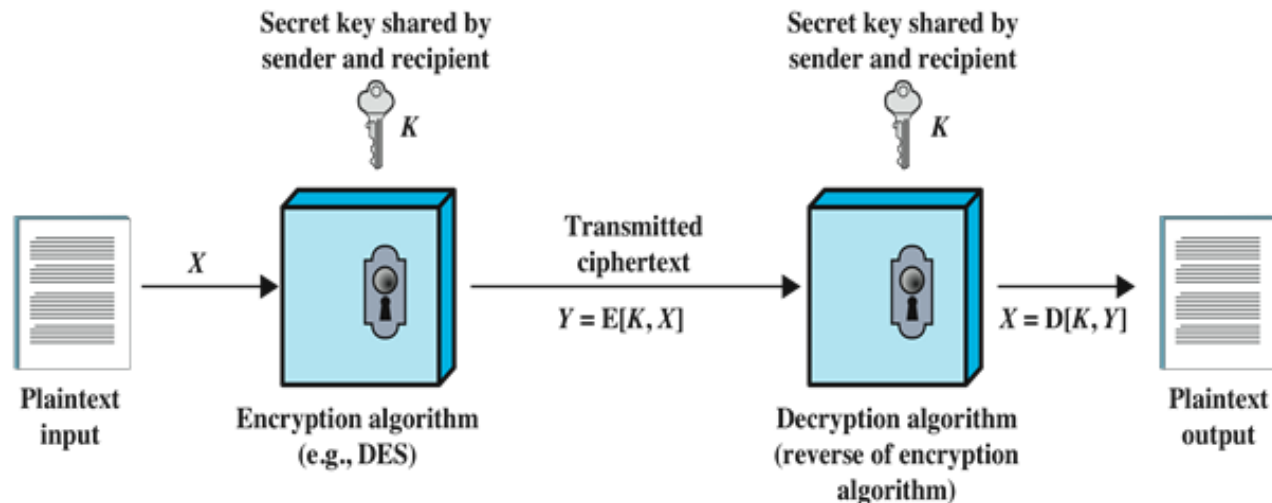 Secret key shared by
sender and recipient
K
Secret key shared by
sender and recipient
K
X
Transmitted
ciphertext
Y = E[K, X]
X = D[K, Y]
Plaintext
input
Encryption algorithm
(e.g., DES)
Decryption algorithm
(reverse of encryption
algorithm)
Plaintext
output